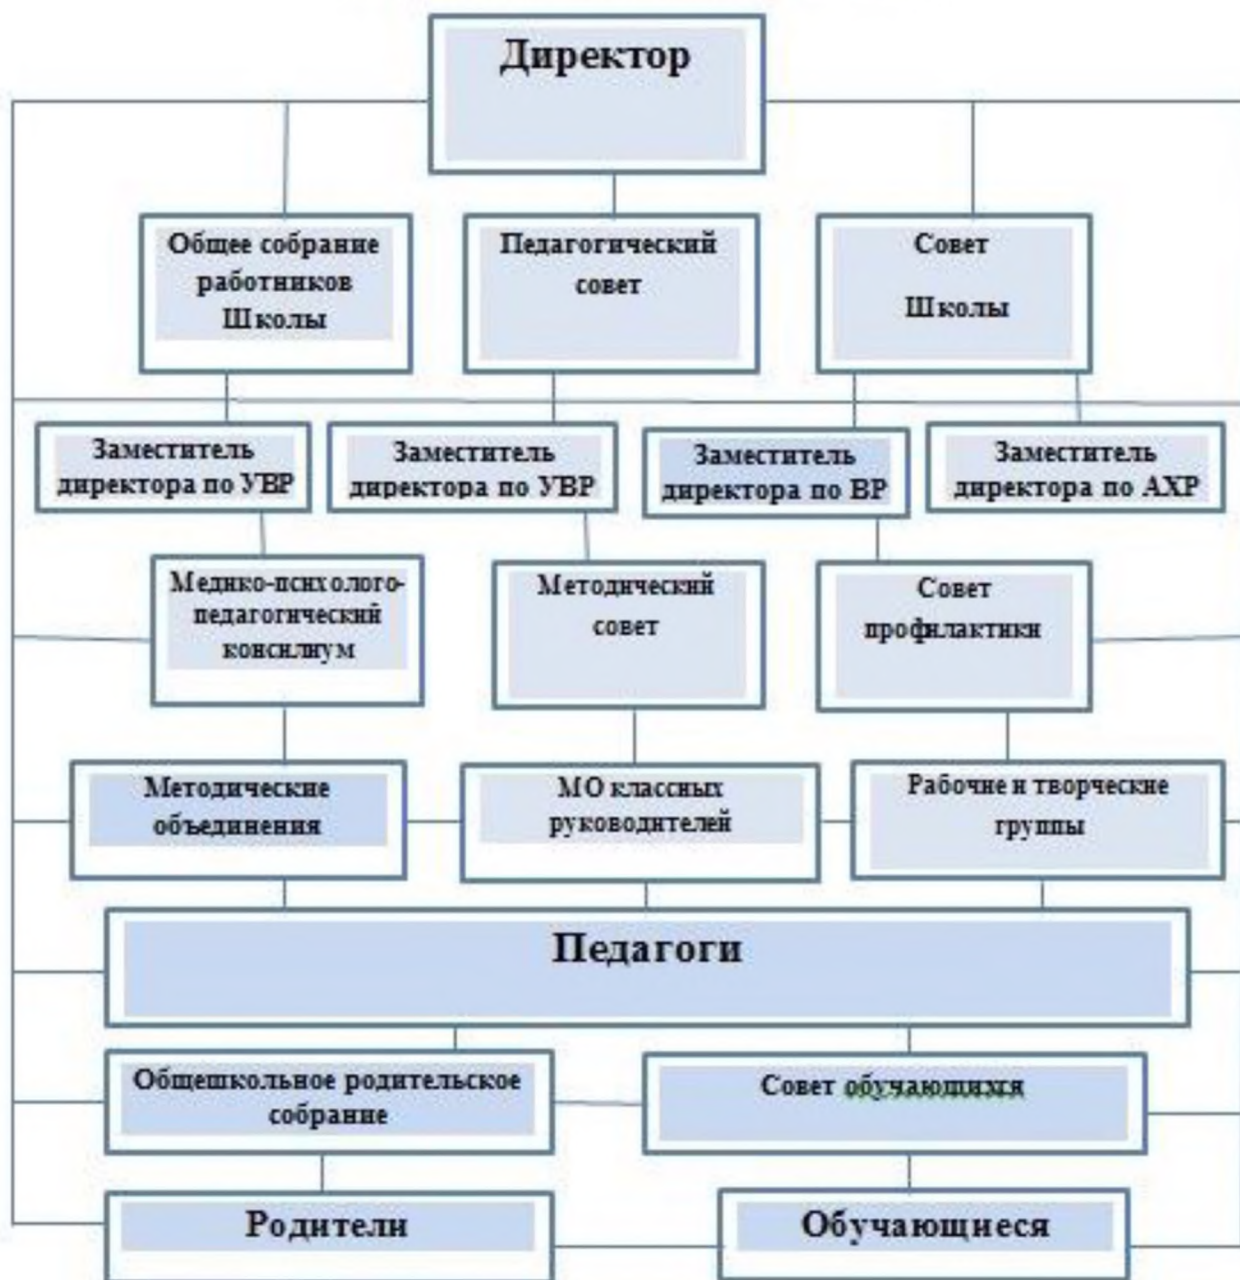 Директор
Общее собрание
работников
Школы
Педагогический
совет
Совет
Школы
Заместитель
директора по УВР
Заместитель
директора по УВР
Заместитель
директора по ВР
Заместитель
директора по АХР
Медико-психолого-
педагогический
консилиум
Методический
совет
Совет
профилактики
Методические
объединения
МО классных
руководителей
Рабочие и творческие
группы
Педагоги
Общешкольное родительское
собрание
Совет обучающихся
Родители
Обучающиеся